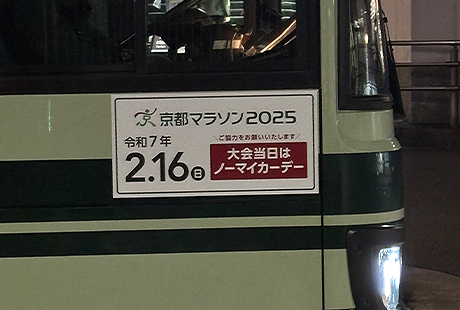 京都マラソン2025
令和7年
2.16日
ご協力をお願いいたします
大会当日は
ノーマイカーデー